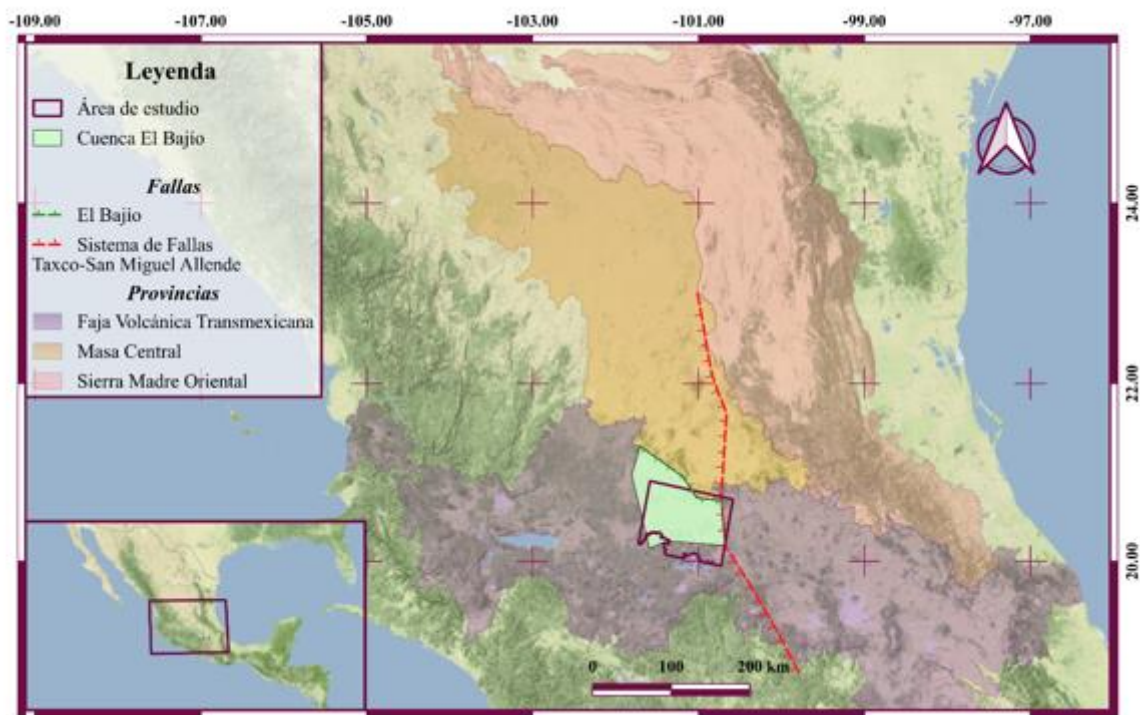 -109.00 -107.00 -105.00 -103.00 -101.00 -99.00 -97.00
Leyenda
Área de estudio
Cuenca El Bajío
Fallas
El Bajío
Sistema de Fallas
Taxco-San Miguel Allende
Provincias
Faja Volcánica Transmexicana
Masa Central
Sierra Madre Oriental
24.00
22.00
20.00
0 100 200 km